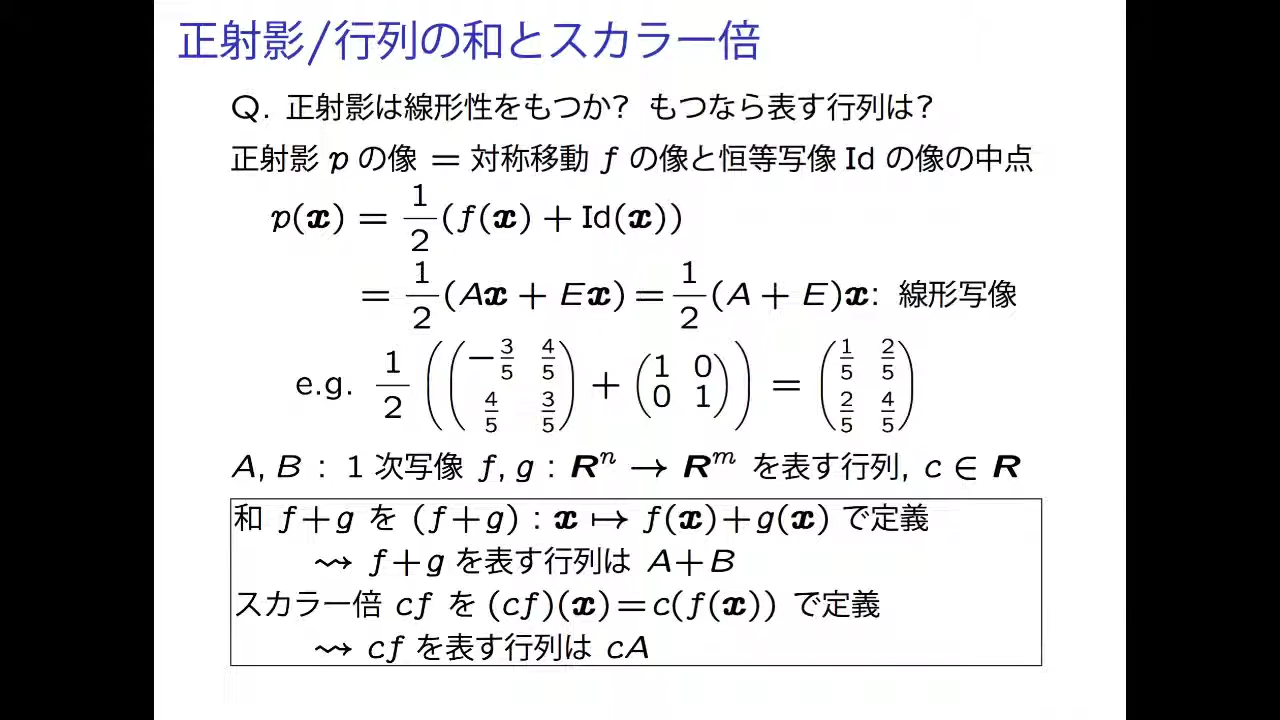 正射影/行列の和とスカラー倍
Q. 正射影は線形性をもつか? もつなら表す行列は?
正射影 p の像 = 対称移動 f の像と恒等写像 Id の像の中点
p(x) = 1/2 (f(x) + Id(x))
= 1/2 (Ax + Ex) = 1/2 (A + E)x: 線形写像
e.g. 1/2 ((−3/5 4/5 4/5 3/5) + (1 0 0 1)) = (1/5 2/5 2/5 4/5)
A, B : 1 次写像 f, g : Rⁿ → Rᵐ を表す行列, c ∈ R
和 f+g を (f+g) : x ↦ f(x)+g(x) で定義
⇝ f+g を表す行列は A+B
スカラー倍 cf を (cf)(x)=c(f(x)) で定義
⇝ cf を表す行列は cA